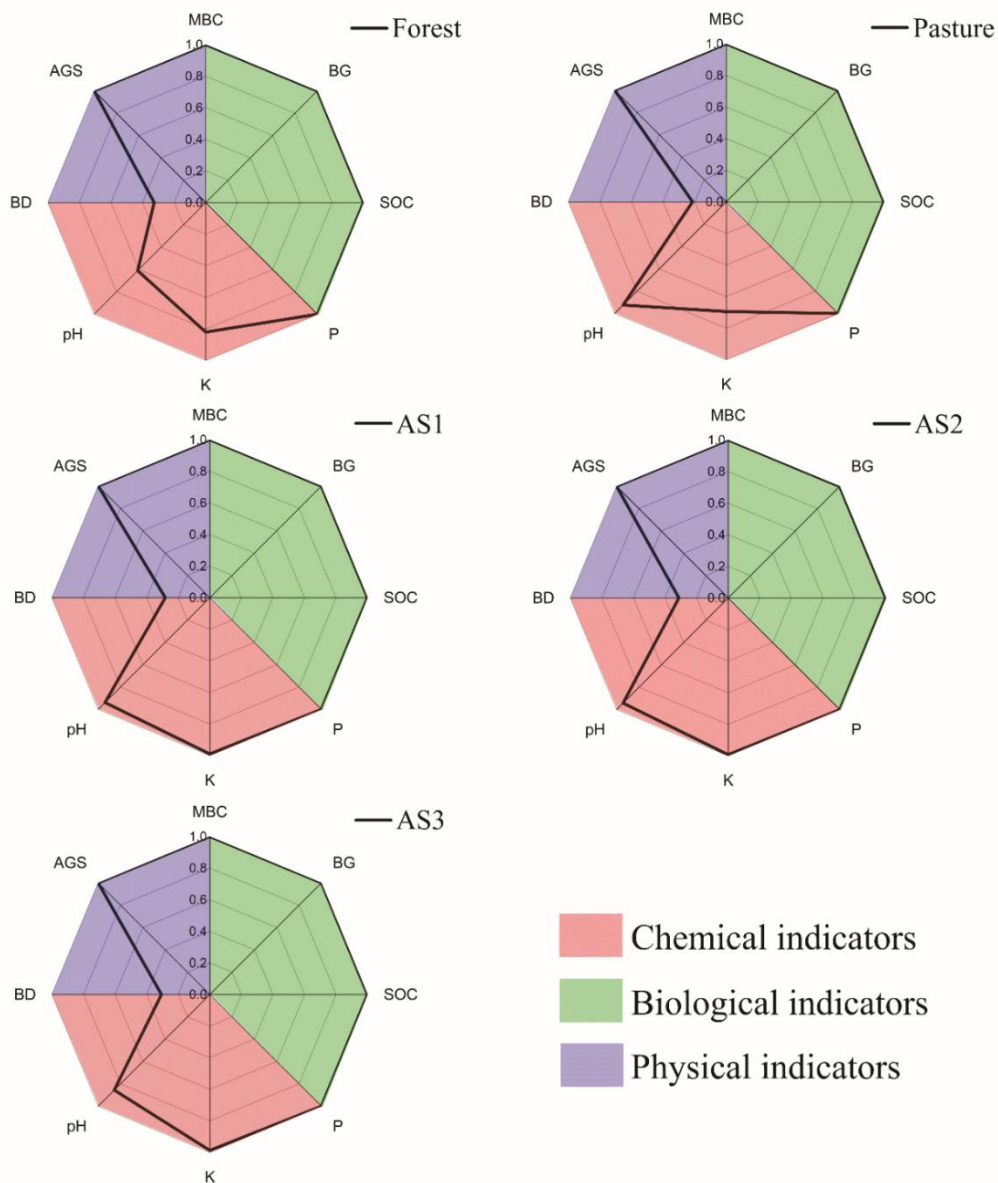 MBC
Forest
AGS
BG
1.0
0.8
0.6
0.4
0.2
0.0
BD
SOC
pH
P
K
MBC
Pasture
AGS
BG
1.0
0.8
0.6
0.4
0.2
0.0
BD
SOC
pH
P
K
MBC
AS1
AGS
BG
1.0
0.8
0.6
0.4
0.2
0.0
BD
SOC
pH
P
K
MBC
AS2
AGS
BG
1.0
0.8
0.6
0.4
0.2
0.0
BD
SOC
pH
P
K
MBC
AS3
AGS
BG
1.0
0.8
0.6
0.4
0.2
0.0
BD
SOC
pH
P
K
Chemical indicators
Biological indicators
Physical indicators